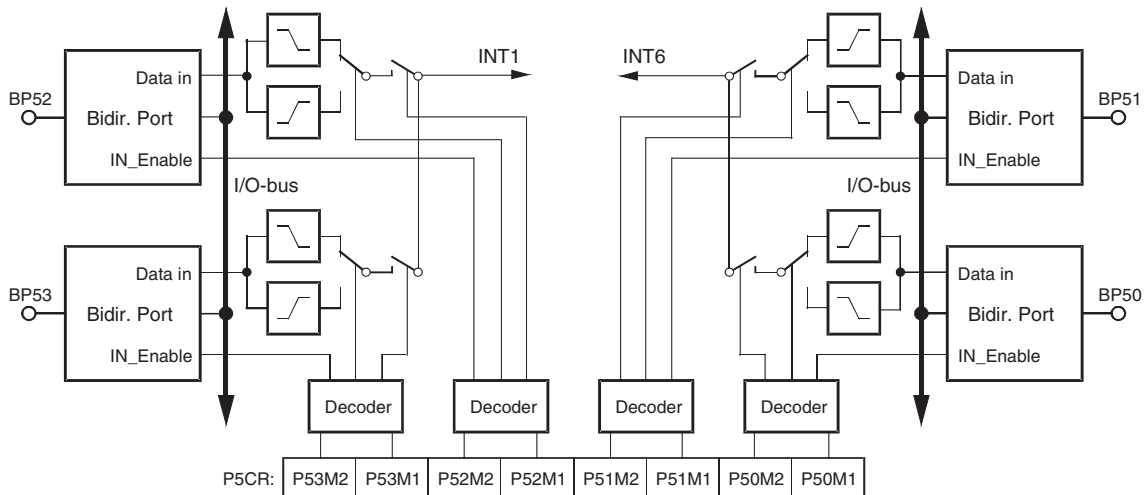 INT1 INT6
Data in Data in
BP52 BP51
Bidir. Port Bidir. Port
IN_Enable IN_Enable
I/O-bus I/O-bus
Data in Data in
BP53 BP50
Bidir. Port Bidir. Port
IN_Enable IN_Enable
Decoder Decoder Decoder Decoder
P5CR: P53M2 P53M1 P52M2 P52M1 P51M2 P51M1 P50M2 P50M1